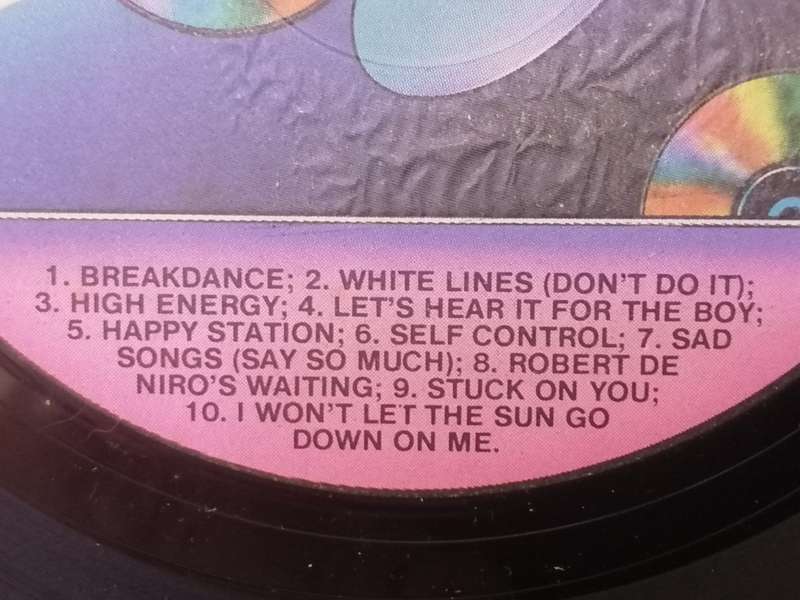 1. BREAKDANCE; 2. WHITE LINES (DON'T DO IT);
3. HIGH ENERGY; 4. LET'S HEAR IT FOR THE BOY;
5. HAPPY STATION; 6. SELF CONTROL; 7. SAD
SONGS (SAY SO MUCH); 8. ROBERT DE
NIRO'S WAITING; 9. STUCK ON YOU;
10. I WON'T LET THE SUN GO
DOWN ON ME.